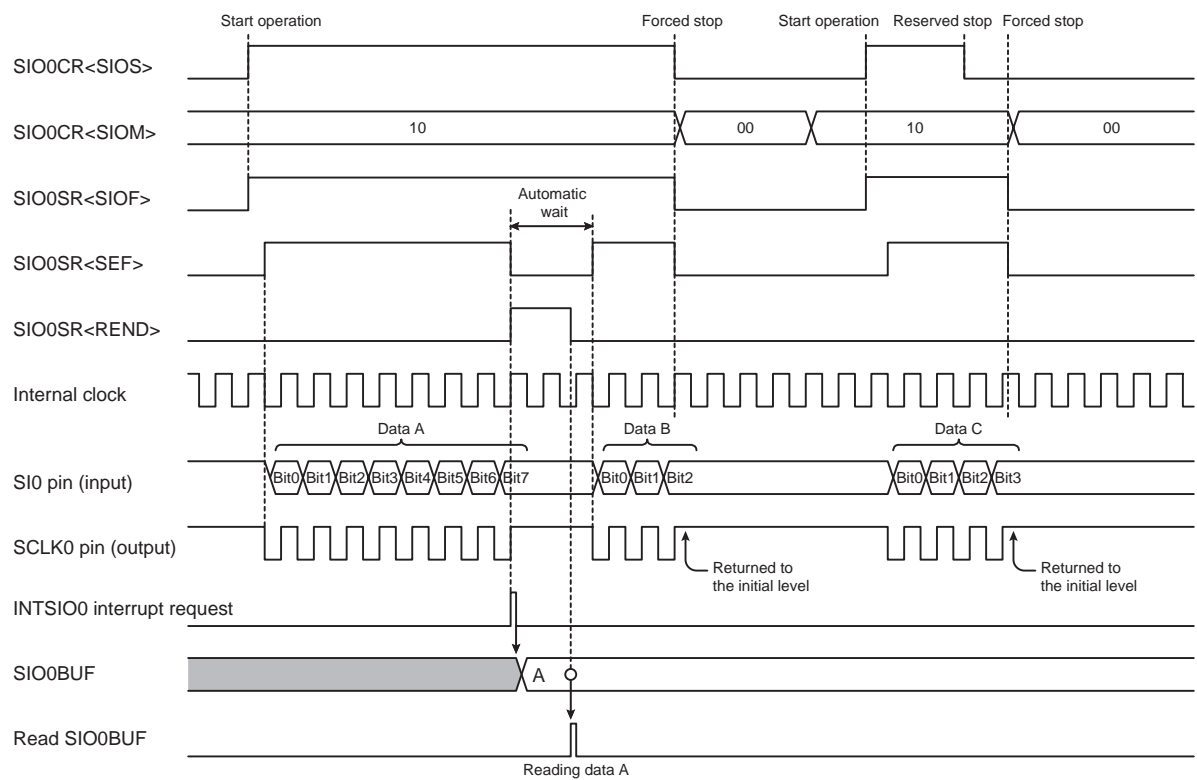 Start operation Forced stop Start operation Reserved stop Forced stop
SIO0CR<SIOS>
SIO0CR<SIOM> 10 00 10 00
SIO0SR<SIOF>
Automatic
wait
SIO0SR<SEF>
SIO0SR<REND>
Internal clock
Data A Data B Data C
SI0 pin (input) Bit0 Bit1 Bit2 Bit3 Bit4 Bit5 Bit6 Bit7 Bit0 Bit1 Bit2 Bit0 Bit1 Bit2 Bit3
SCLK0 pin (output)
Returned to
the initial level
Returned to
the initial level
INTSIO0 interrupt request
SIO0BUF A
Read SIO0BUF
Reading data A